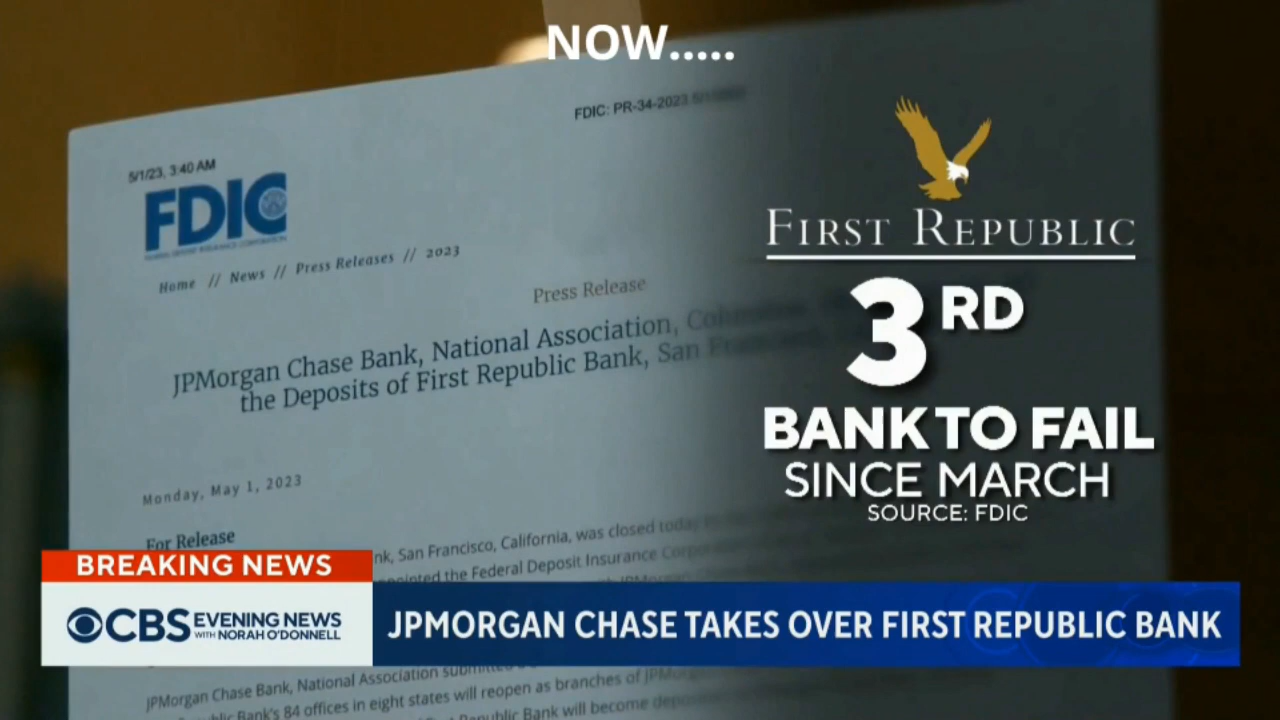 NOW.....
FDIC: PR-34-2023
5/1/23, 3:40 AM
FDIC
Home // News // Press Releases // 2023
Press Release
JPMorgan Chase Bank, National Association,
the Deposits of First Republic Bank, San
Monday, May 1, 2023
For Release
nk, San Francisco, California, was closed today
ointed the Federal Deposit Insurance
JPMorgan Chase Bank, National Association submitted
Republic Bank's 84 offices in eight states will reopen as branches of
Republic Bank will become
FIRST REPUBLIC
3RD
BANK TO FAIL
SINCE MARCH
SOURCE: FDIC
BREAKING NEWS
CBS EVENING NEWS
WITH NORAH O'DONNELL
JPMORGAN CHASE TAKES OVER FIRST REPUBLIC BANK